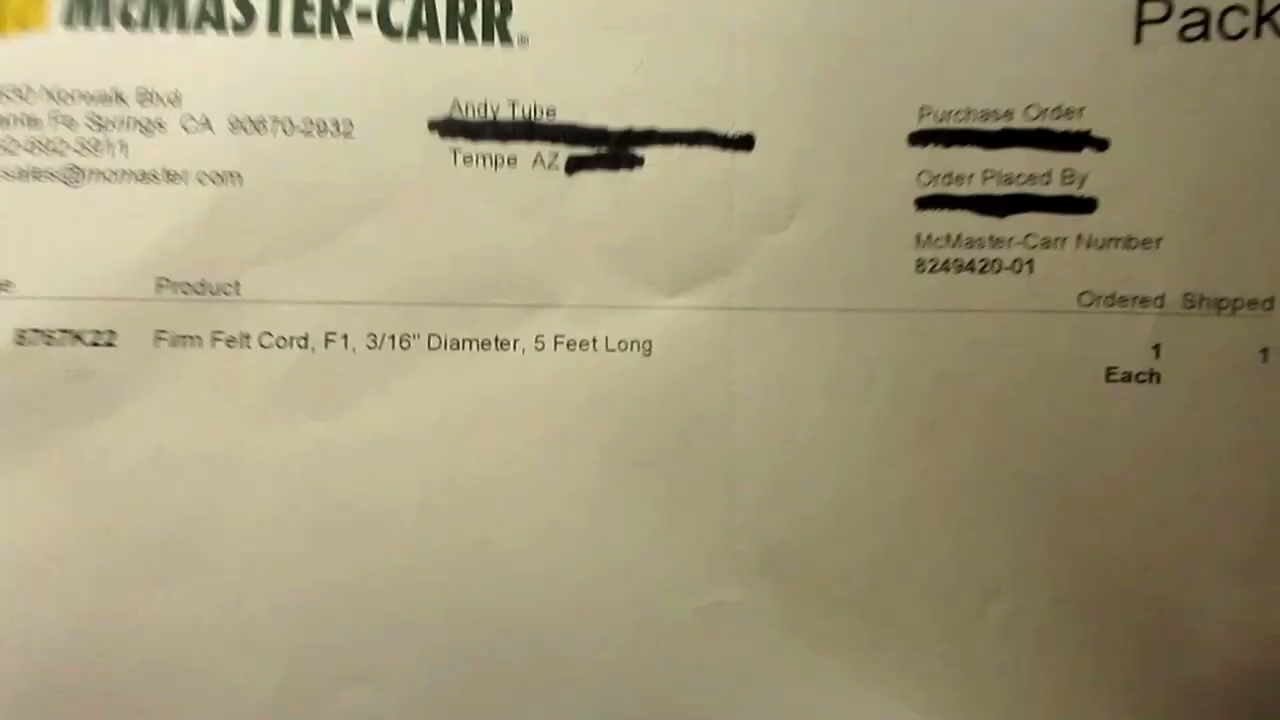 McMASTER-CARR
Pack
Blvd
Springs CA 90670-2932
sales@mcmaster.com
Andy Tube
Tempe AZ
Purchase Order
Order Placed By
McMaster-Carr Number
8249420-01
Product
Ordered Shipped
8767K22 Firm Felt Cord, F1, 3/16" Diameter, 5 Feet Long 1 1
Each